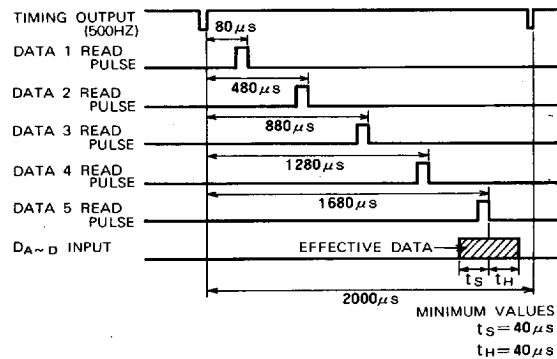 TIMING OUTPUT
(500HZ)
80μs
DATA 1 READ
PULSE
480μs
DATA 2 READ
PULSE
880μs
DATA 3 READ
PULSE
1280μs
DATA 4 READ
PULSE
1680μs
DATA 5 READ
PULSE
DA~D INPUT
EFFECTIVE DATA
tS tH
2000μs
MINIMUM VALUES
tS=40μs
tH=40μs